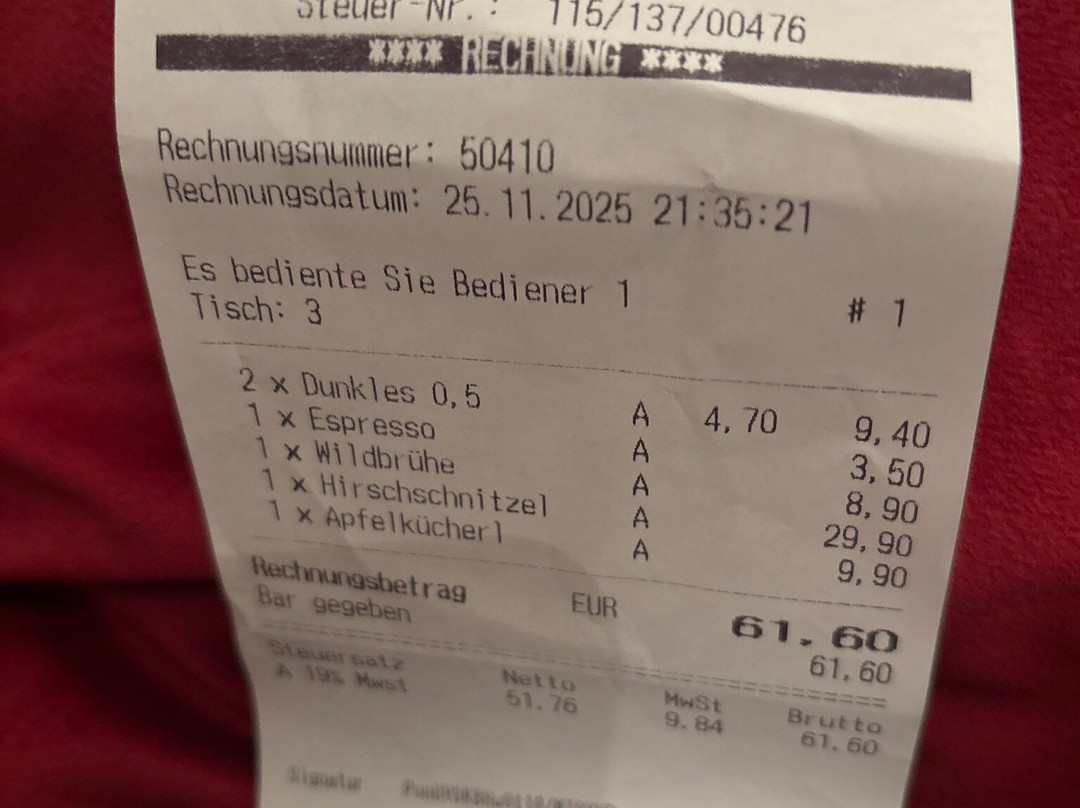 Steuer-Nr.: 115/137/00476
**** RECHNUNG ****
Rechnungsnummer: 50410
Rechnungsdatum: 25.11.2025 21:35:21
Es bediente Sie Bediener 1 # 1
Tisch: 3
2 x Dunkles 0,5 A 4,70 9,40
1 x Espresso A 3,50
1 x Wildbrühe A 8,90
1 x Hirschschnitzel A 29,90
1 x Apfelkücherl A 9,90
Rechnungsbetrag EUR 61.60
Bar gegeben 61,60
Steuersatz Netto MwSt Brutto
A 19% Mwst 51.76 9.84 61.60
Signatur